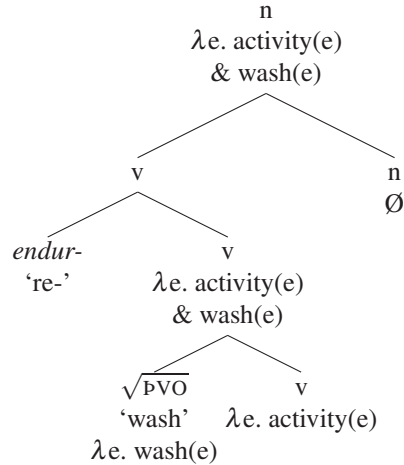 n
λe. activity(e)
& wash(e)
v n
Ø
endur- v
‘re-’ λe. activity(e)
& wash(e)
√ÞVO v
‘wash’ λe. activity(e)
λe. wash(e)